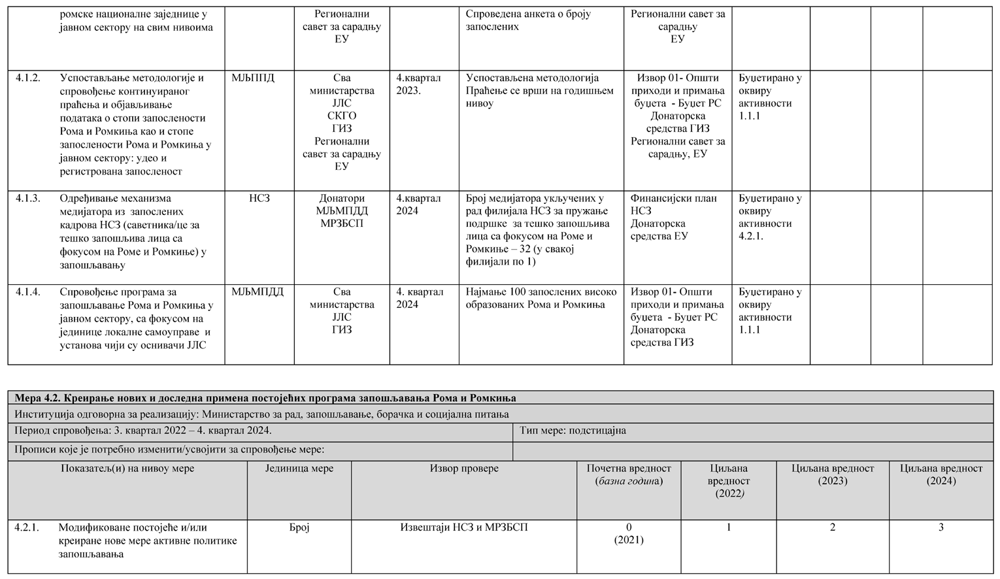 ромске националне заједнице у
јавном сектору на свим нивоима
Регионални
савет за сарадњу
ЕУ
Спроведена анкета о броју
запослених
Регионални савет за
сарадњу
ЕУ
4.1.2.
Успостављање методологије и
спровођење континуираног
праћења и објављивање
података о стопи запослености
Рома и Ромкиња као и стопе
запослености Рома и Ромкиња у
јавном сектору: удео и
регистрована запосленост
МЉППД
Сва
министарства
ЈЛС
СКГО
ГИЗ
Регионални
савет за сарадњу
ЕУ
4.квартал
2023.
Успостављена методологија
Праћење се врши на годишњем
нивоу
Извор 01- Општи
приходи и примања
буџета - Буџет РС
Донаторска
средства ГИЗ
Регионални савет за
сарадњу, ЕУ
Буџетирано у
оквиру
активности
1.1.1
4.1.3.
Одређивање механизма
медијатора из запослених
кадрова НСЗ (саветника/це за
тешко запошљива лица са
фокусом на Роме и Ромкиње) у
запошљавању
НСЗ
Донатори
МЉМПДД
МРЗБСП
4.квартал
2024
Број медијатора укључених у
рад филијала НСЗ за пружање
подршке за тешко запошљива
лица са фокусом на Роме и
Ромкиње – 32 (у свакој
филијали по 1)
Финансијски план
НСЗ
Донаторска
средства ЕУ
Буџетирано у
оквиру
активности
4.2.1.
4.1.4.
Спровођење програма за
запошљавање Рома и Ромкиња у
јавном сектору, са фокусом на
јединице локалне самоуправе и
установа чији су оснивачи ЈЛС
МЉМПДД
Сва
министарства
ЈЛС
ГИЗ
4. квартал
2024
Најмање 100 запослених високо
образованих Рома и Ромкиња
Извор 01- Општи
приходи и примања
буџета - Буџет РС
Донаторска
средства ГИЗ
Буџетирано у
оквиру
активности
1.1.1
Мера 4.2. Креирање нових и доследна примена постојећих програма запошљавања Рома и Ромкиња
Институција одговорна за реализацију: Министарство за рад, запошљавање, борачка и социјална питања
Период спровођења: 3. квартал 2022 – 4. квартал 2024.
Тип мере: подстицајна
Прописи које је потребно изменити/усвојити за спровођење мере:
Показатељ(и) на нивоу мере
Јединица мере
Извор провере
Почетна вредност
(базна година)
Циљана
вредност
(2022)
Циљана вредност
(2023)
Циљана вредност
(2024)
4.2.1.
Модификоване постојеће и/или
креиране нове мере активне политике
запошљавања
Број
Извештаји НСЗ и МРЗБСП
0
(2021)
1
2
3